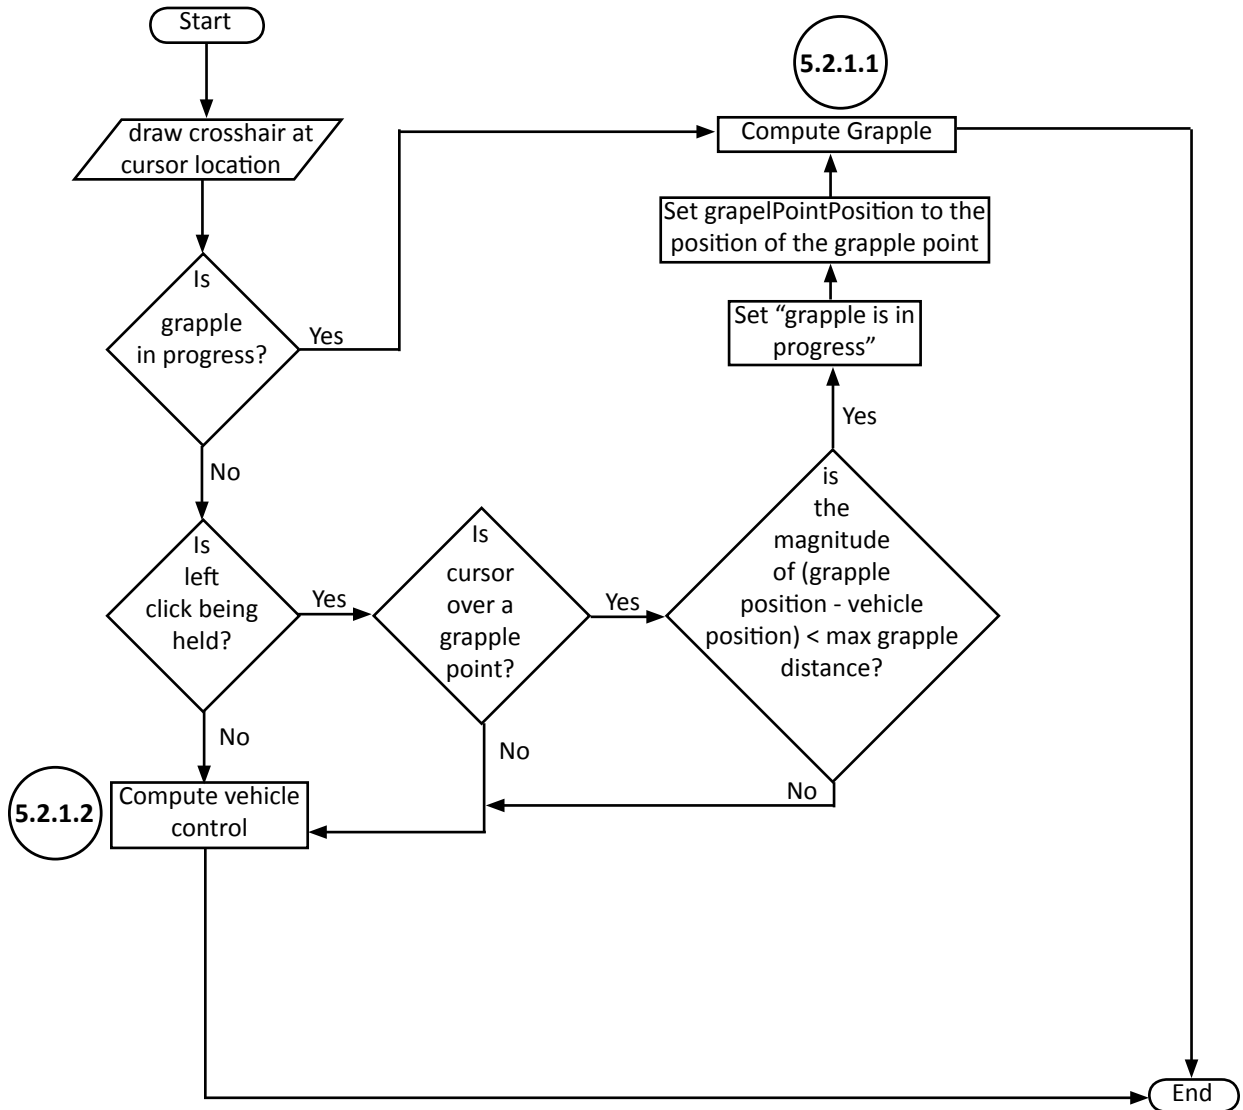 Start
5.2.1.1
draw crosshair at
cursor location
Compute Grapple
Set grapelPointPosition to the
position of the grapple point
Is
grapple
in progress?
Yes
Set “grapple is in
progress”
Yes
No
Is
left
click being
held?
Yes
Is
cursor
over a
grapple
point?
Yes
is
the
magnitude
of (grapple
position - vehicle
position) < max grapple
distance?
No
No
No
5.2.1.2
Compute vehicle
control
End